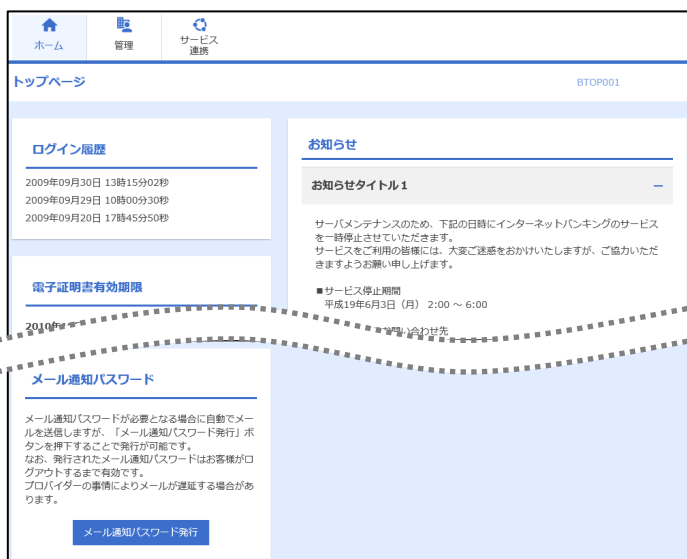 ホーム
管理
サービス
連携
トップページ
BTOP001
ログイン履歴
2009年09月30日 13時15分02秒
2009年09月29日 10時00分30秒
2009年09月20日 17時45分50秒
電子証明書有効期限
2010年
お知らせ
お知らせタイトル1
サーバメンテナンスのため、下記の日時にインターネットバンキングのサービス
を一時停止させていただきます。
サービスをご利用の皆様には、大変ご迷惑をおかけいたしますが、ご協力いただ
きますようお願い申し上げます。
■サービス停止期間
平成19年6月3日（月） 2:00 ～ 6:00
問い合わせ先
メール通知パスワード
メール通知パスワードが必要となる場合に自動でメー
ルを送信しますが、「メール通知パスワード発行」ボ
タンを押下することで発行が可能です。
なお、発行されたメール通知パスワードはお客様がロ
グアウトするまで有効です。
プロバイダーの事情によりメールが遅延する場合があ
ります。
メール通知パスワード発行